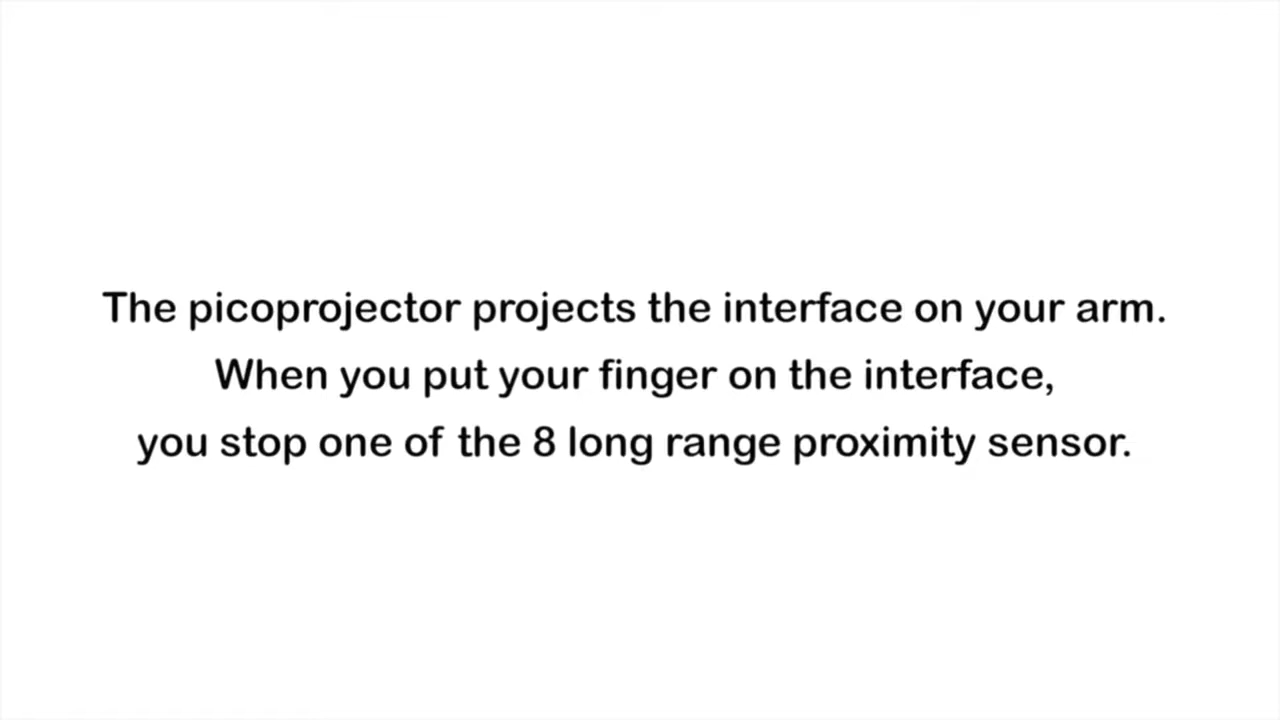 The picoprojector projects the interface on your arm.
When you put your finger on the interface,
you stop one of the 8 long range proximity sensor.